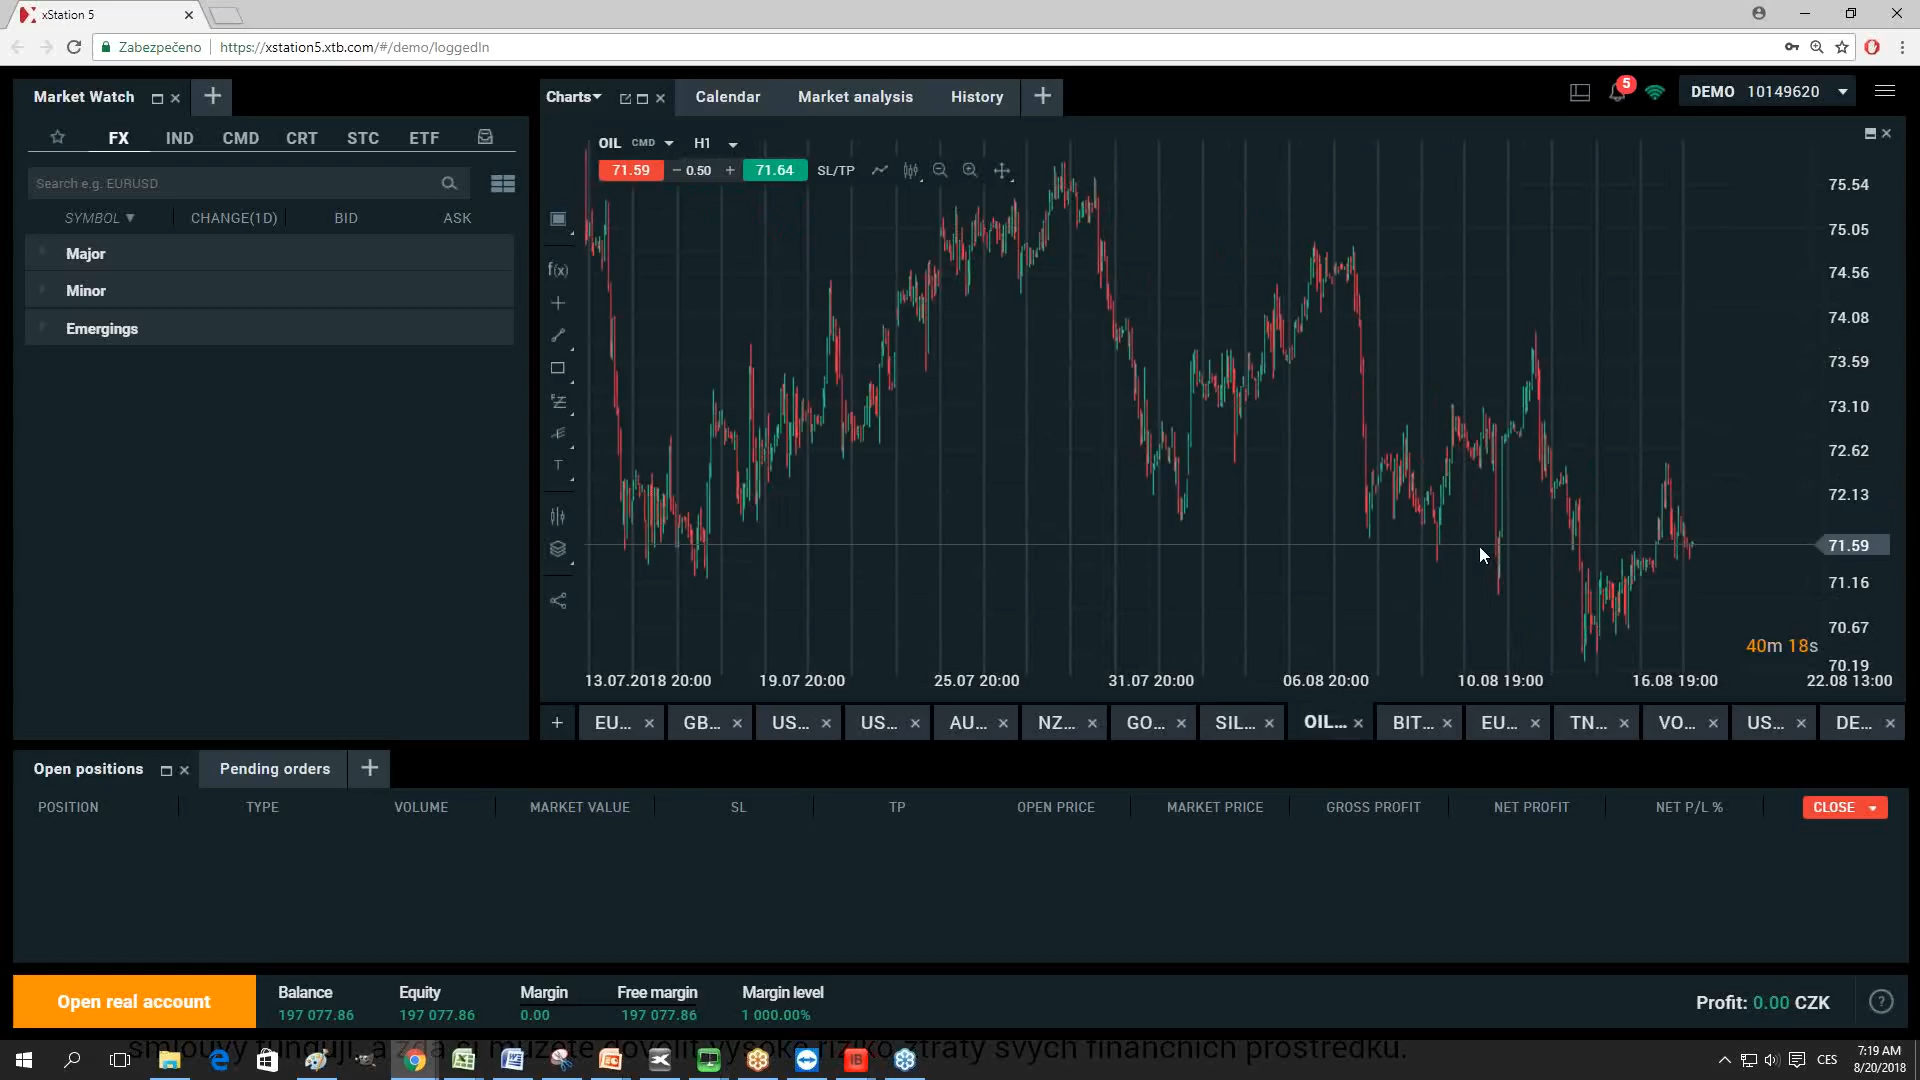 xStation 5
Zabezpečeno https://xstation5.xtb.com/#/demo/loggedIn
Market Watch
Charts Calendar Market analysis History
5 DEMO 10149620
FX IND CMD CRT STC ETF
Search e.g. EURUSD
SYMBOL CHANGE(1D) BID ASK
Major
Minor
Emergings
OIL CMD H1
71.59 − 0.50 + 71.64 SL/TP
f(x)
T
75.54
75.05
74.56
74.08
73.59
73.10
72.62
72.13
71.59
71.16
70.67
70.19
40m 18s
13.07.2018 20:00 19.07 20:00 25.07 20:00 31.07 20:00 06.08 20:00 10.08 19:00 16.08 19:00 22.08 13:00
EU... GB... US... US... AU... NZ... GO... SIL... OIL... BIT... EU... TN... VO... US... DE...
Open positions Pending orders
POSITION TYPE VOLUME MARKET VALUE SL TP OPEN PRICE MARKET PRICE GROSS PROFIT NET PROFIT NET P/L % CLOSE
Open real account
Balance Equity Margin Free margin Margin level
197 077.86 197 077.86 0.00 197 077.86 1 000.00%
Profit: 0.00 CZK
?
vysoké riziko ztráty svých finančních prostředků.
IB
CES
7:19 AM
8/20/2018